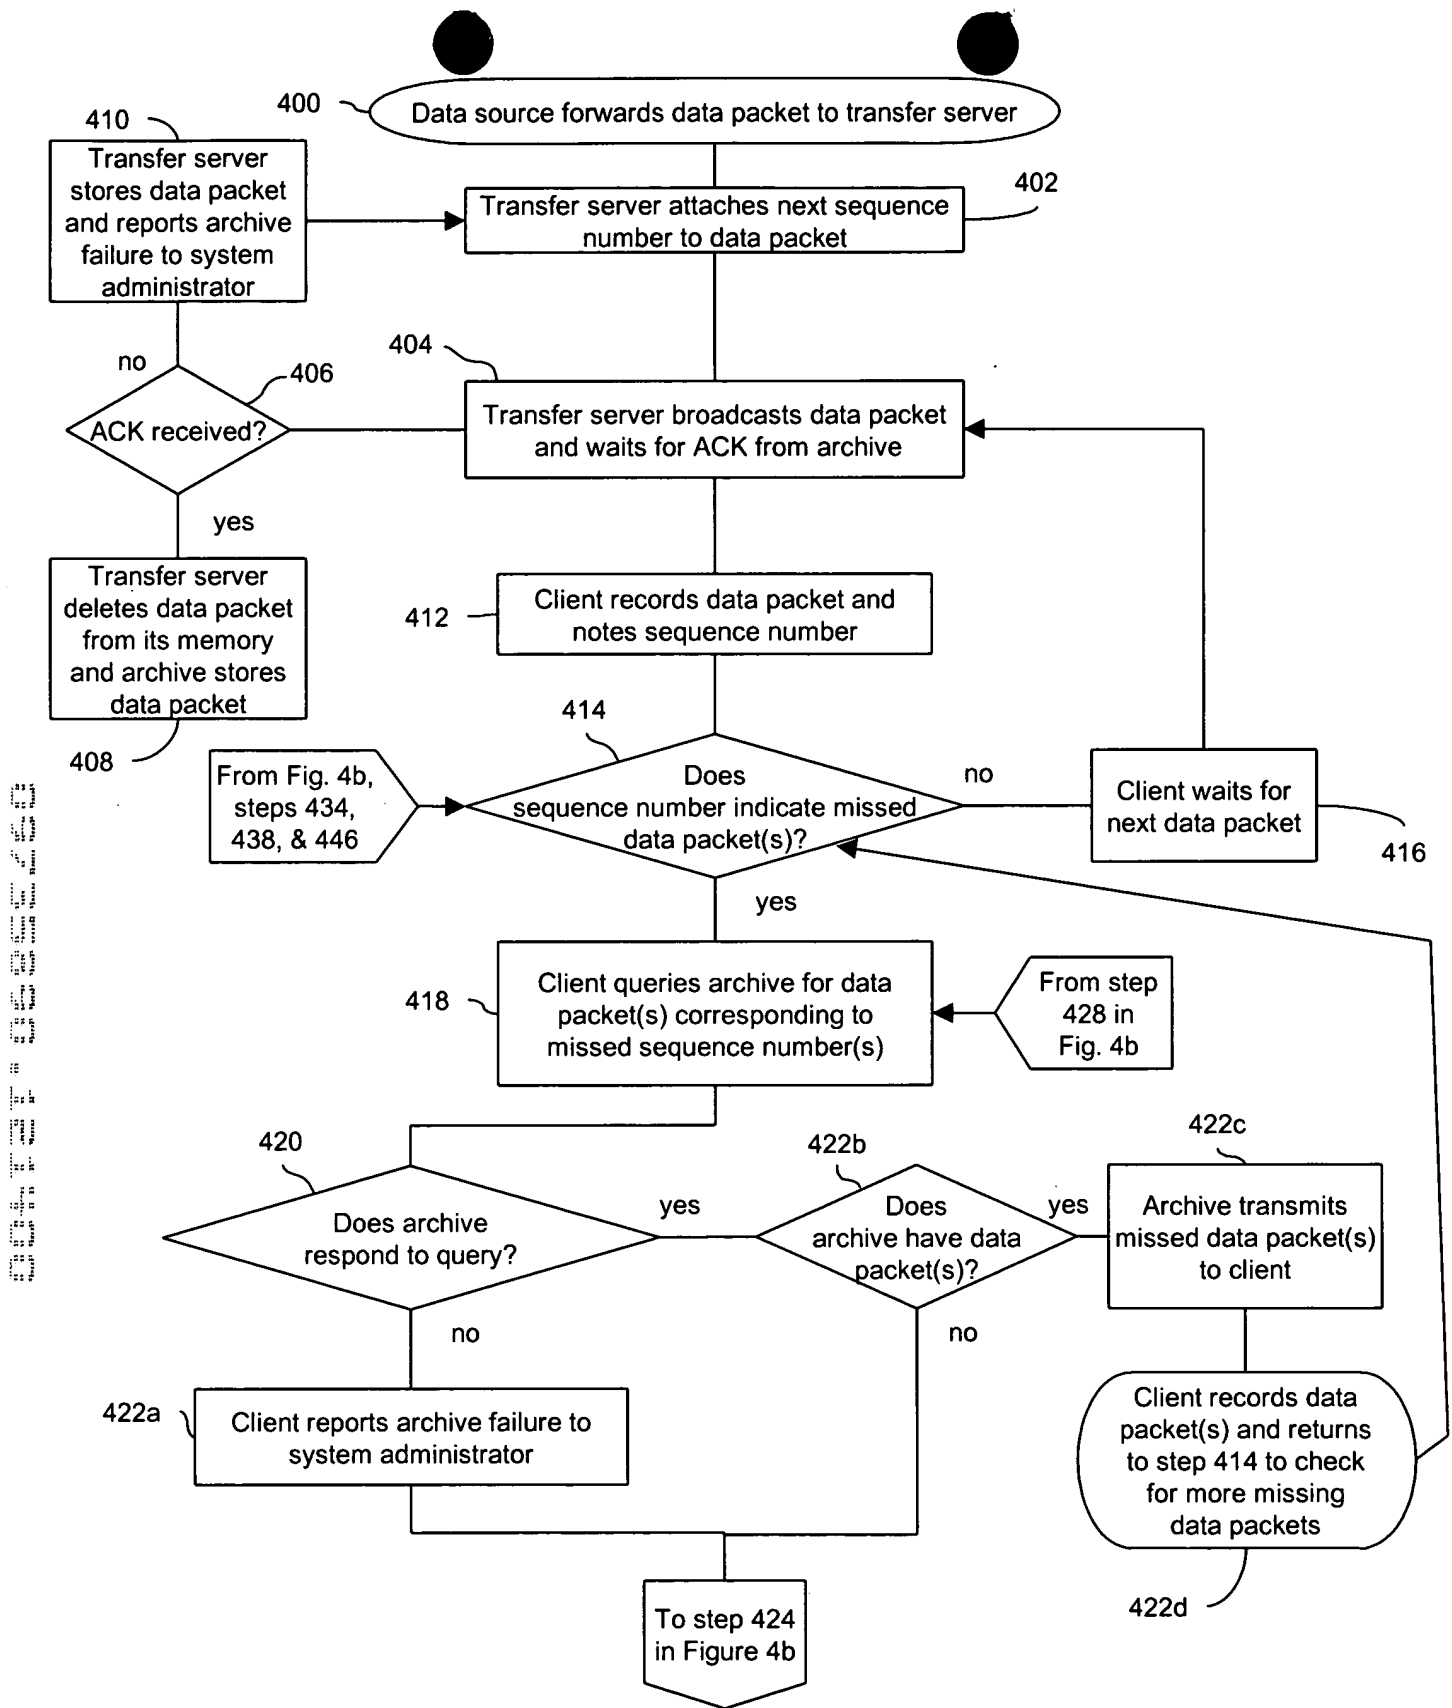 400
Data source forwards data packet to transfer server
410
Transfer server
stores data packet
and reports archive
failure to system
administrator
402
Transfer server attaches next sequence
number to data packet
404
Transfer server broadcasts data packet
and waits for ACK from archive
no
406
ACK received?
yes
Transfer server
deletes data packet
from its memory
and archive stores
data packet
408
412
Client records data packet and
notes sequence number
414
From Fig. 4b,
steps 434,
438, & 446
Does
sequence number indicate missed
data packet(s)?
no
Client waits for
next data packet
416
yes
418
Client queries archive for data
packet(s) corresponding to
missed sequence number(s)
From step
428 in
Fig. 4b
420
Does archive
respond to query?
yes
422b
Does
archive have data
packet(s)?
yes
422c
Archive transmits
missed data packet(s)
to client
no
no
422a
Client reports archive failure to
system administrator
Client records data
packet(s) and returns
to step 414 to check
for more missing
data packets
422d
To step 424
in Figure 4b